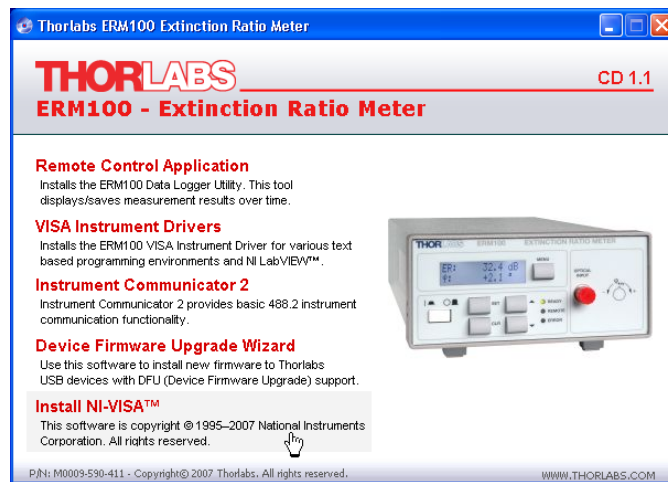 Thorlabs ERM100 Extinction Ratio Meter
THORLABS
CD 1.1
ERM100 - Extinction Ratio Meter
Remote Control Application
Installs the ERM100 Data Logger Utility. This tool
displays/saves measurement results over time.
VISA Instrument Drivers
Installs the ERM100 VISA Instrument Driver for various text
based programming environments and NI LabVIEW™.
Instrument Communicator 2
Instrument Communicator 2 provides basic 488.2 instrument
communication functionality.
Device Firmware Upgrade Wizard
Use this software to install new firmware to Thorlabs
USB devices with DFU (Device Firmware Upgrade) support.
Install NI-VISA™
This software is copyright © 1995–2007 National Instruments
Corporation. All rights reserved.
THORLABS ERM100 EXTINCTION RATIO METER
ER: 32.4 dB
φ: +2.1 °
MENU
OPTICAL
INPUT
SET
CLR
READY
REMOTE
ERROR
P/N: M0009-590-411 - Copyright© 2007 Thorlabs. All rights reserved.
WWW.THORLABS.COM